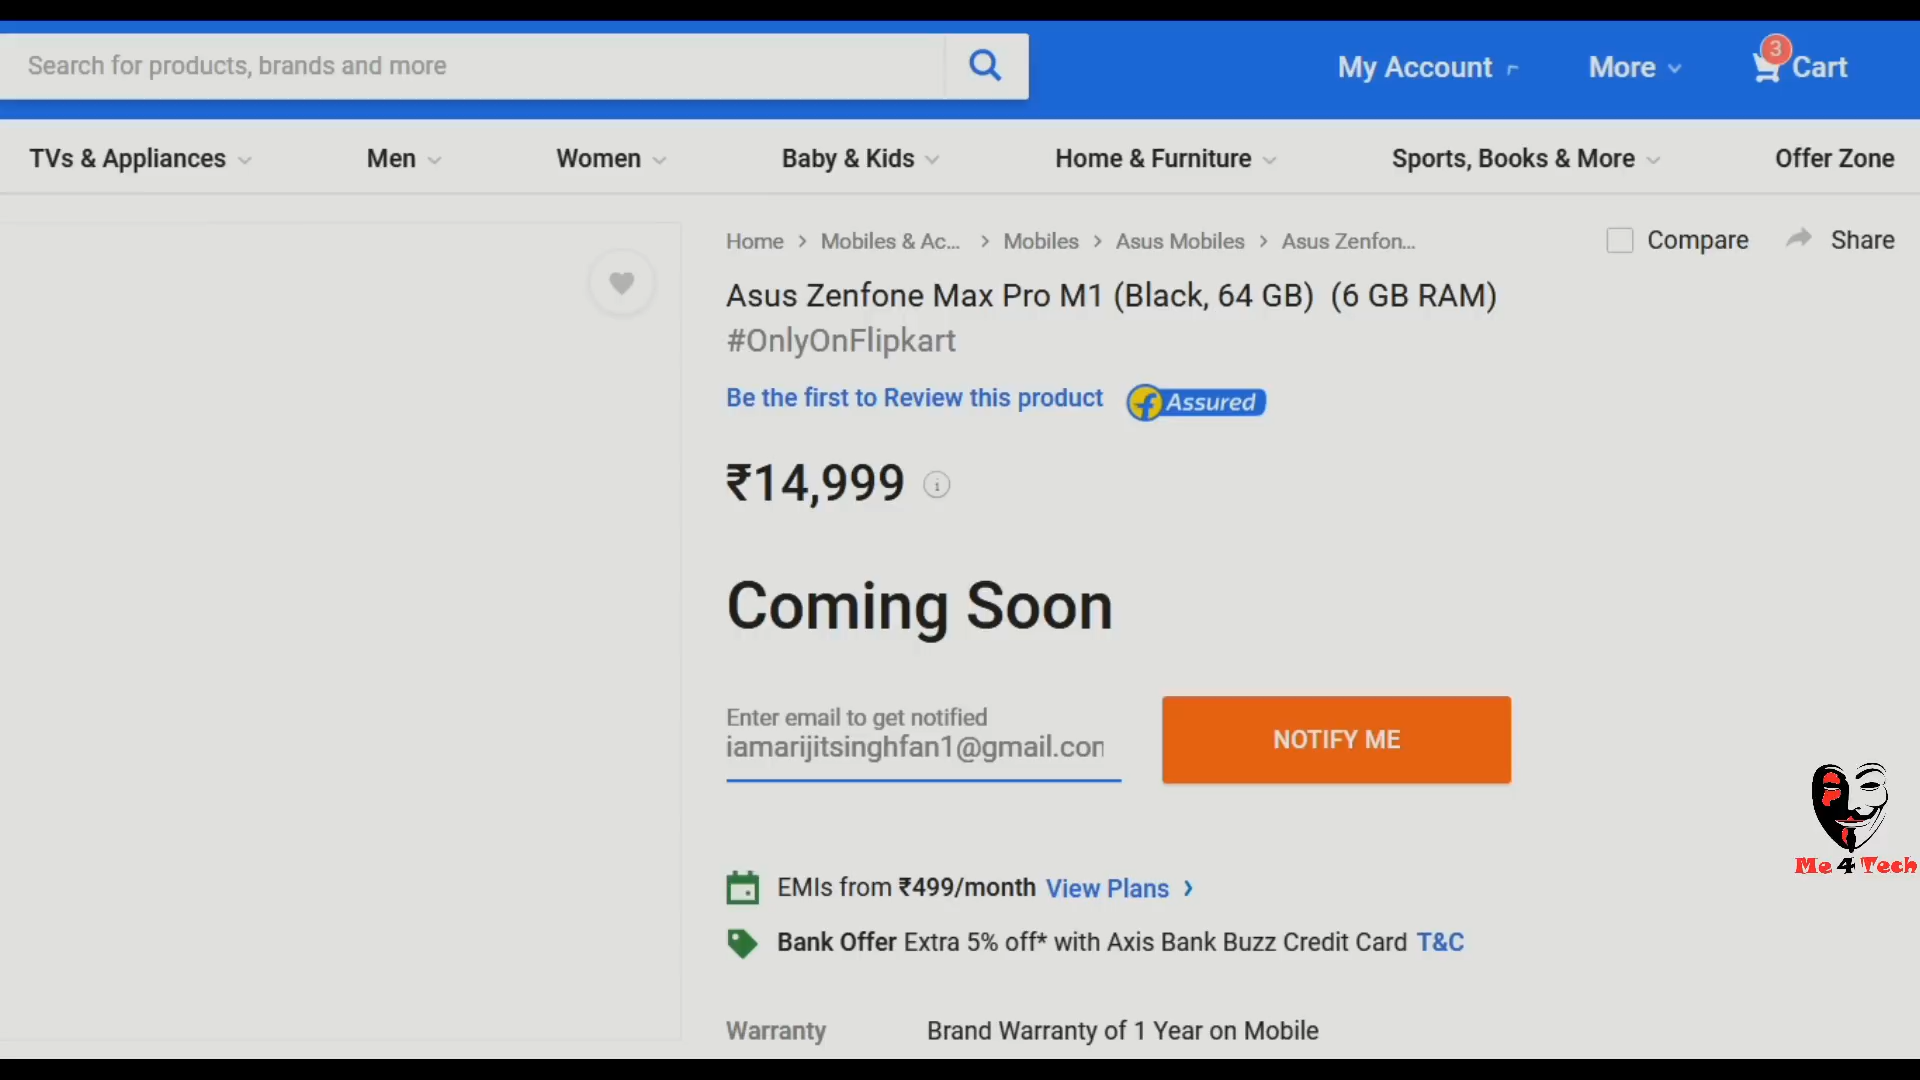 Search for products, brands and more
My Account
More
3
Cart
TVs & Appliances
Men
Women
Baby & Kids
Home & Furniture
Sports, Books & More
Offer Zone
Home > Mobiles & Ac... > Mobiles > Asus Mobiles > Asus Zenfon...
Compare
Share
Asus Zenfone Max Pro M1 (Black, 64 GB) (6 GB RAM)
#OnlyOnFlipkart
Be the first to Review this product
f Assured
₹14,999
Coming Soon
Enter email to get notified
iamarijitsinghfan1@gmail.com
NOTIFY ME
Me 4 Tech
EMIs from ₹499/month View Plans >
Bank Offer Extra 5% off* with Axis Bank Buzz Credit Card T&C
Warranty
Brand Warranty of 1 Year on Mobile